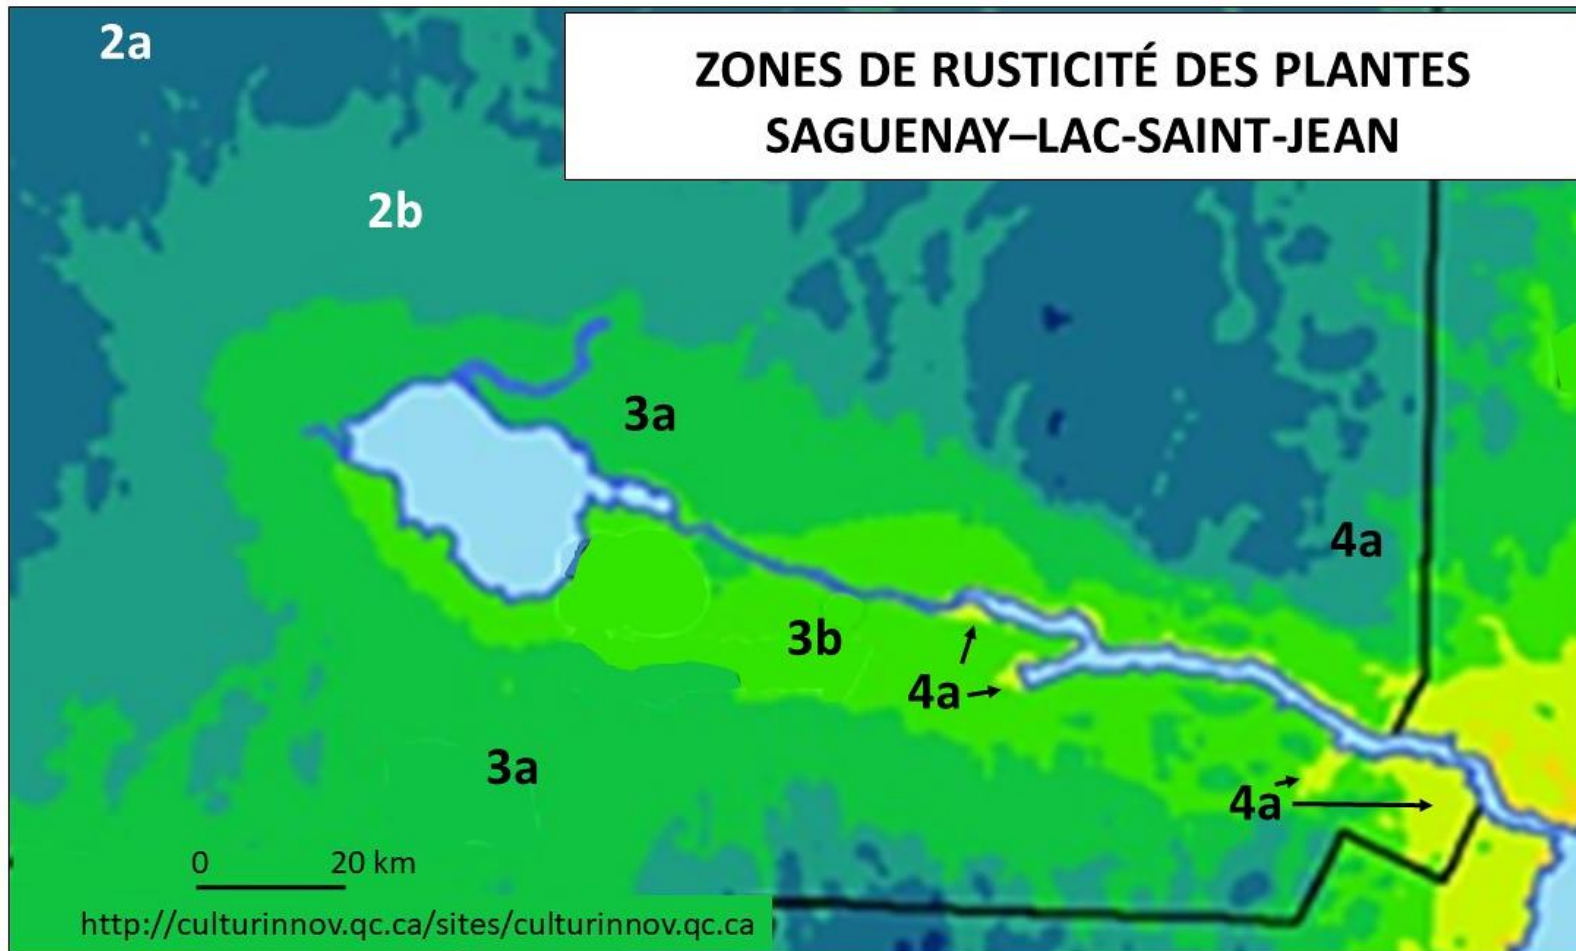 2a
ZONES DE RUSTICITÉ DES PLANTES
SAGUENAY–LAC-SAINT-JEAN
2b
3a
4a
3b
4a
3a
4a
0 20 km
http://culturinnov.qc.ca/sites/culturinnov.qc.ca